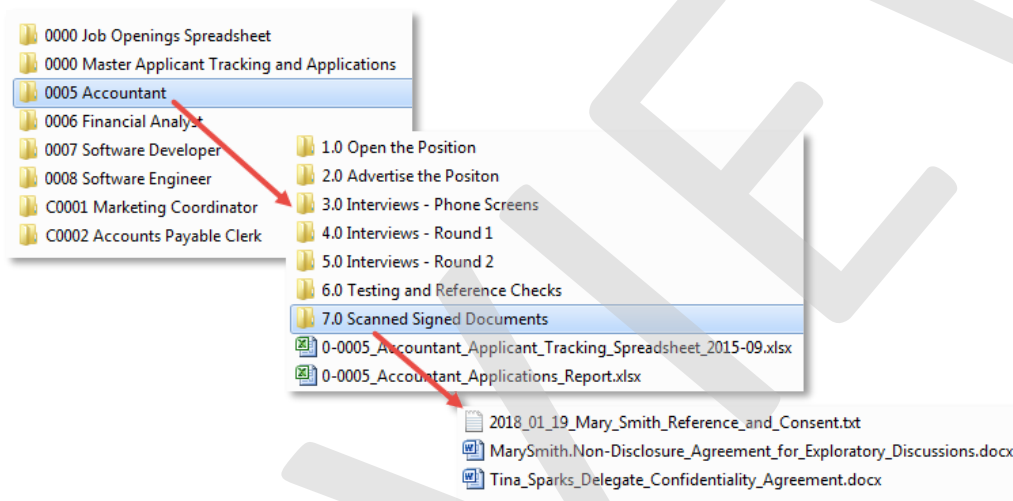 0000 Job Openings Spreadsheet
0000 Master Applicant Tracking and Applications
0005 Accountant
0006 Financial Analyst
0007 Software Developer
0008 Software Engineer
C0001 Marketing Coordinator
C0002 Accounts Payable Clerk
1.0 Open the Position
2.0 Advertise the Positon
3.0 Interviews - Phone Screens
4.0 Interviews - Round 1
5.0 Interviews - Round 2
6.0 Testing and Reference Checks
7.0 Scanned Signed Documents
0-0005_Accountant_Applicant_Tracking_Spreadsheet_2015-09.xlsx
0-0005_Accountant_Applications_Report.xlsx
2018_01_19_Mary_Smith_Reference_and_Consent.txt
MarySmith.Non-Disclosure_Agreement_for_Exploratory_Discussions.docx
Tina_Sparks_Delegate_Confidentiality_Agreement.docx